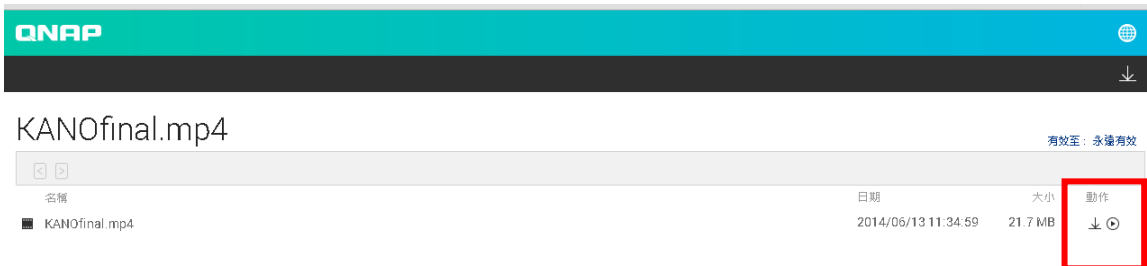 QNAP
KANOfinal.mp4
有效至： 永遠有效
名稱 日期 大小 動作
KANOfinal.mp4 2014/06/13 11:34:59 21.7 MB